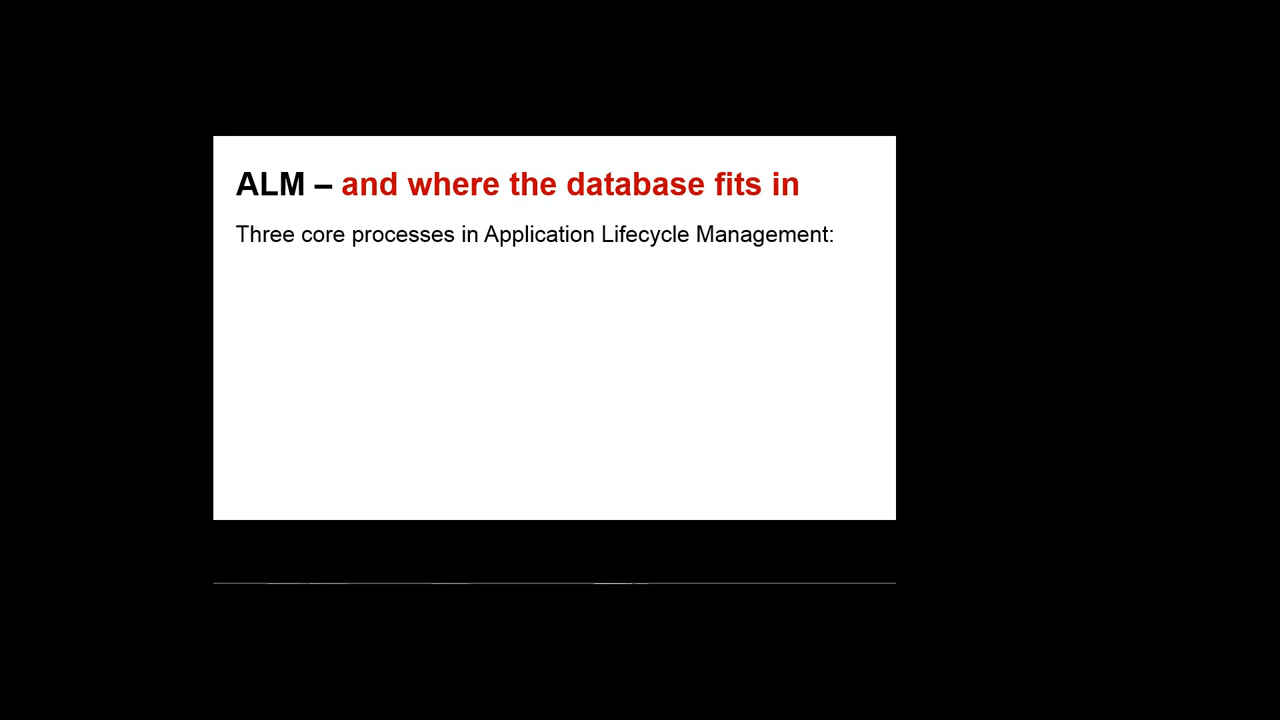 ALM – and where the database fits in
Three core processes in Application Lifecycle Management: